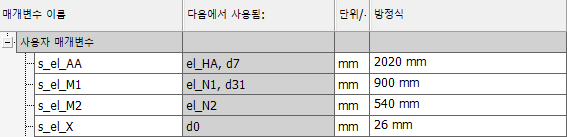 매개변수 이름 다음에서 사용됨: 단위/· 방정식
사용자 매개변수
s_el_AA el_HA, d7 mm 2020 mm
s_el_M1 el_N1, d31 mm 900 mm
s_el_M2 el_N2 mm 540 mm
s_el_X d0 mm 26 mm